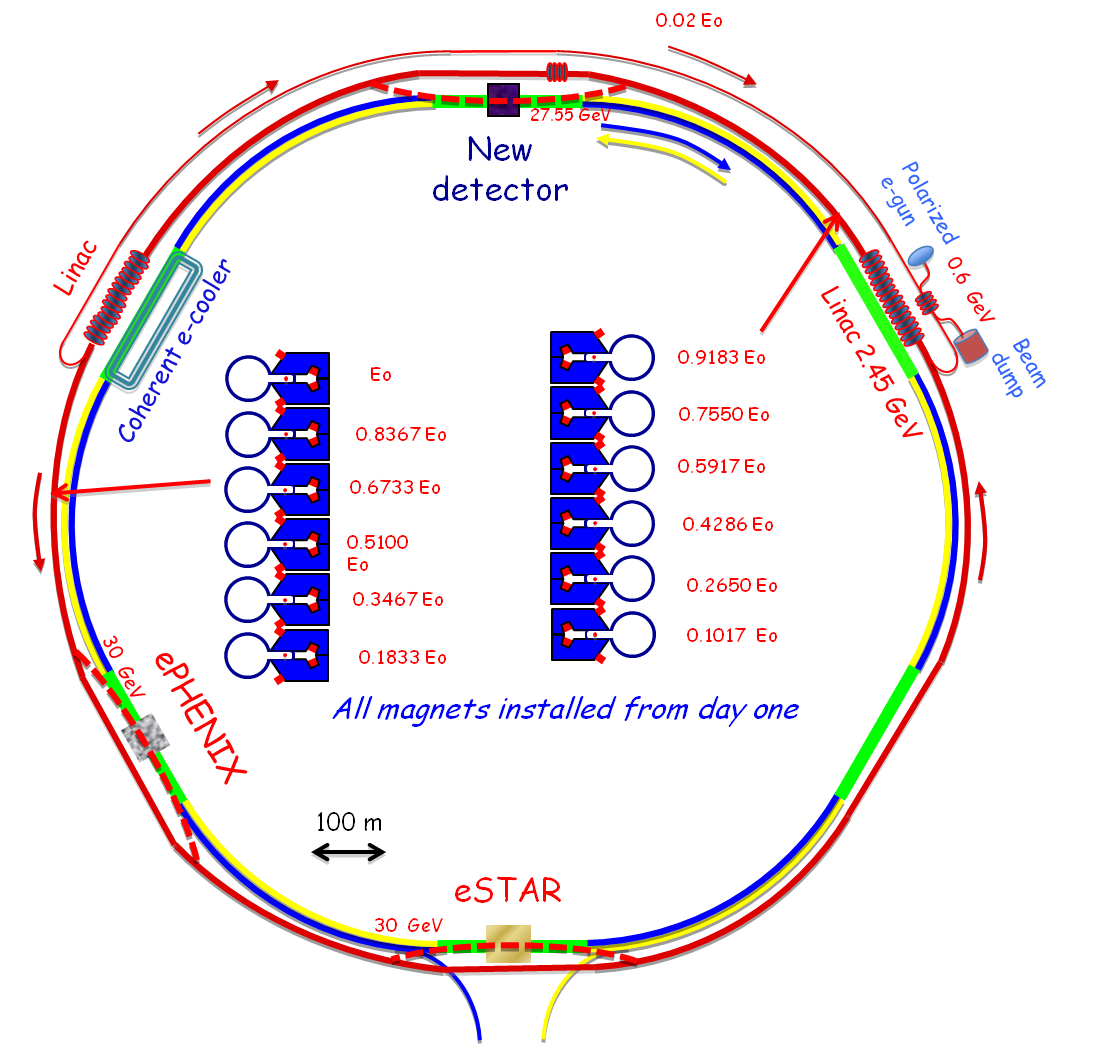 0.02 Eo
27.55 GeV
New
detector
Polarized
e-gun
0.6 GeV
Linac
Linac 2.45 GeV
Beam
dump
Coherent e-cooler
Eo
0.8367 Eo
0.6733 Eo
0.5100
Eo
0.3467 Eo
0.1833 Eo
0.9183 Eo
0.7550 Eo
0.5917 Eo
0.4286 Eo
0.2650 Eo
0.1017 Eo
All magnets installed from day one
30 GeV
ePHENIX
100 m
eSTAR
30 GeV